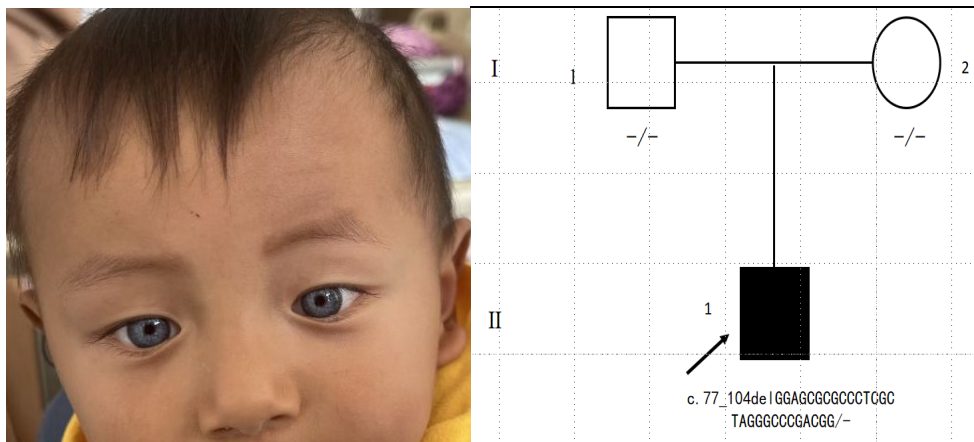 I
1
2
-/-
-/-
II
1
c. 77_104delGGAGCGCGCCCTCGC
TAGGGCCCGACGG/-